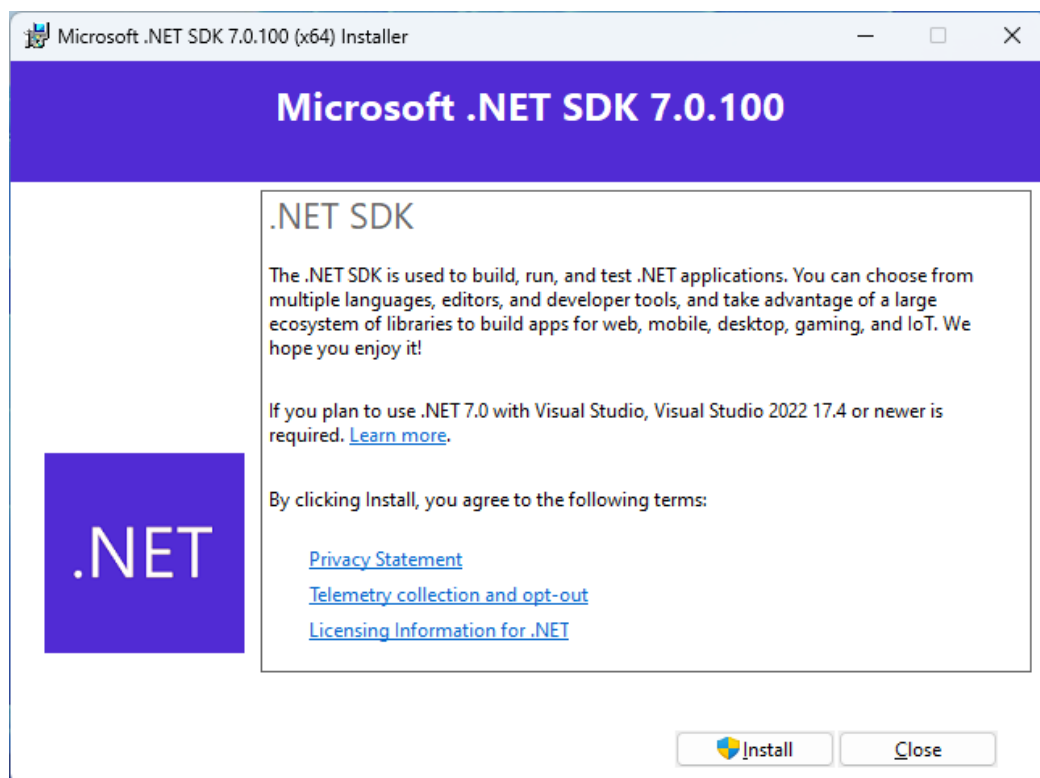 Microsoft .NET SDK 7.0.100 (x64) Installer
Microsoft .NET SDK 7.0.100
.NET SDK
The .NET SDK is used to build, run, and test .NET applications. You can choose from
multiple languages, editors, and developer tools, and take advantage of a large
ecosystem of libraries to build apps for web, mobile, desktop, gaming, and IoT. We
hope you enjoy it!
If you plan to use .NET 7.0 with Visual Studio, Visual Studio 2022 17.4 or newer is
required. Learn more.
By clicking Install, you agree to the following terms:
.NET
Privacy Statement
Telemetry collection and opt-out
Licensing Information for .NET
Install
Close